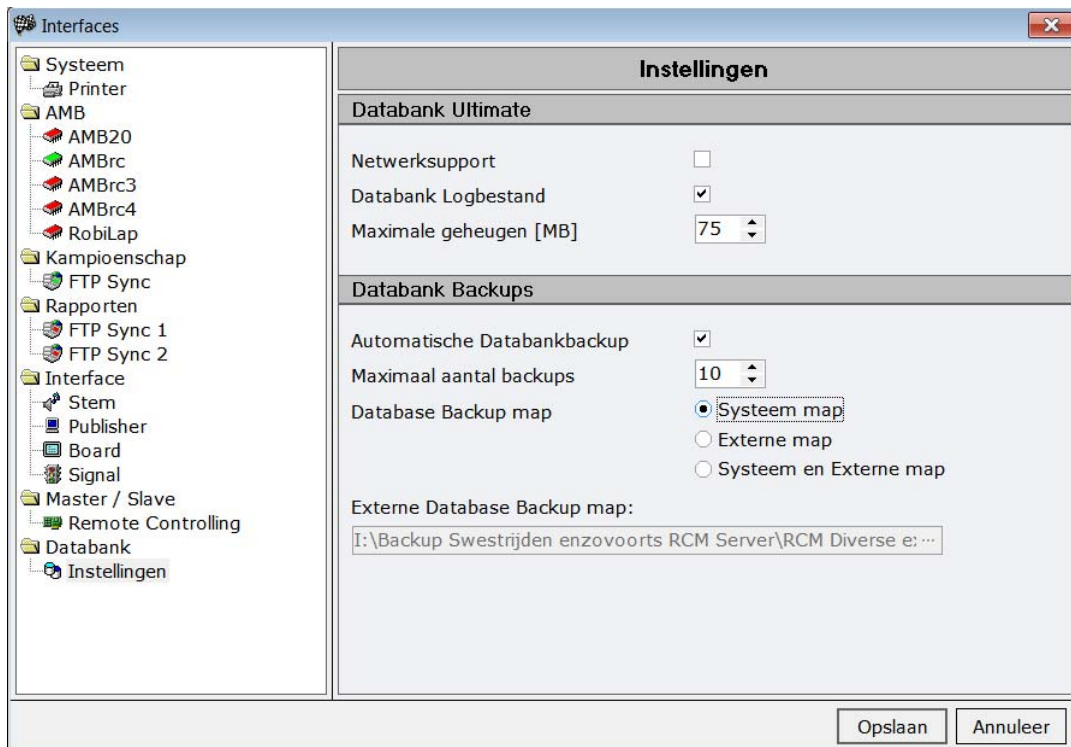 Interfaces
Systeem
Printer
AMB
AMB20
AMBrc
AMBrc3
AMBrc4
RobiLap
Kampioenschap
FTP Sync
Rapporten
FTP Sync 1
FTP Sync 2
Interface
Stem
Publisher
Board
Signal
Master / Slave
Remote Controlling
Databank
Instellingen
Instellingen
Databank Ultimate
Netwerksupport
Databank Logbestand
Maximale geheugen [MB] 75
Databank Backups
Automatische Databankbackup
Maximaal aantal backups 10
Database Backup map Systeem map
Externe map
Systeem en Externe map
Externe Database Backup map:
I:\Backup Swestrijden enzovoorts RCM Server\RCM Diverse e: ...
Opslaan Annuleer